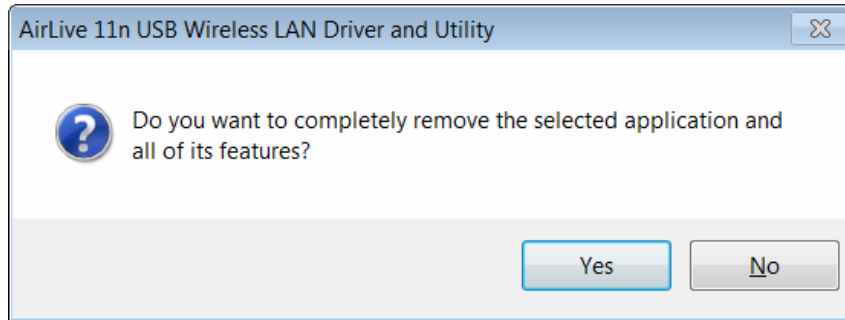 AirLive 11n USB Wireless LAN Driver and Utility
Do you want to completely remove the selected application and
all of its features?
Yes No